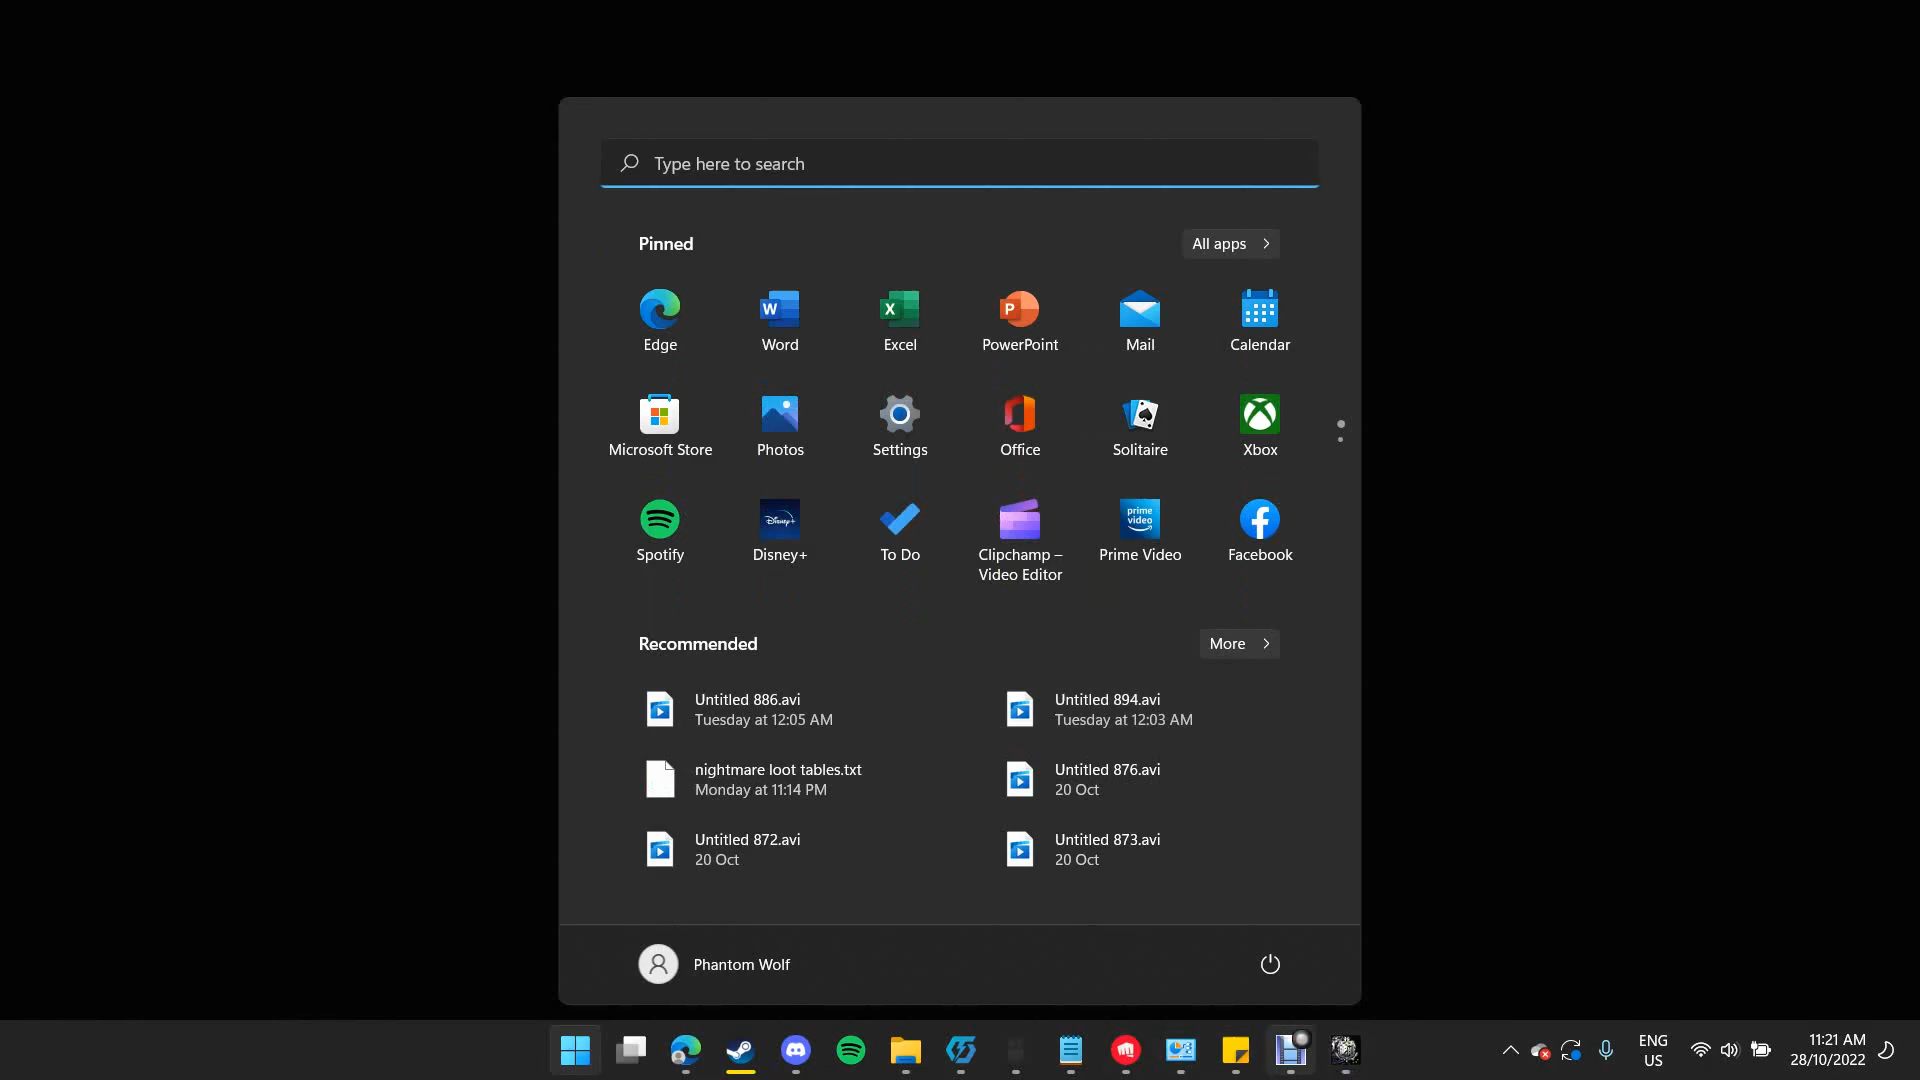 Type here to search
Pinned
All apps
Edge
Word
Excel
PowerPoint
Mail
Calendar
Microsoft Store
Photos
Settings
Office
Solitaire
Xbox
Spotify
Disney+
To Do
Clipchamp –
Video Editor
prime
video
Prime Video
Facebook
Recommended
More
Untitled 886.avi
Tuesday at 12:05 AM
Untitled 894.avi
Tuesday at 12:03 AM
nightmare loot tables.txt
Monday at 11:14 PM
Untitled 876.avi
20 Oct
Untitled 872.avi
20 Oct
Untitled 873.avi
20 Oct
Phantom Wolf
ENG
US
11:21 AM
28/10/2022